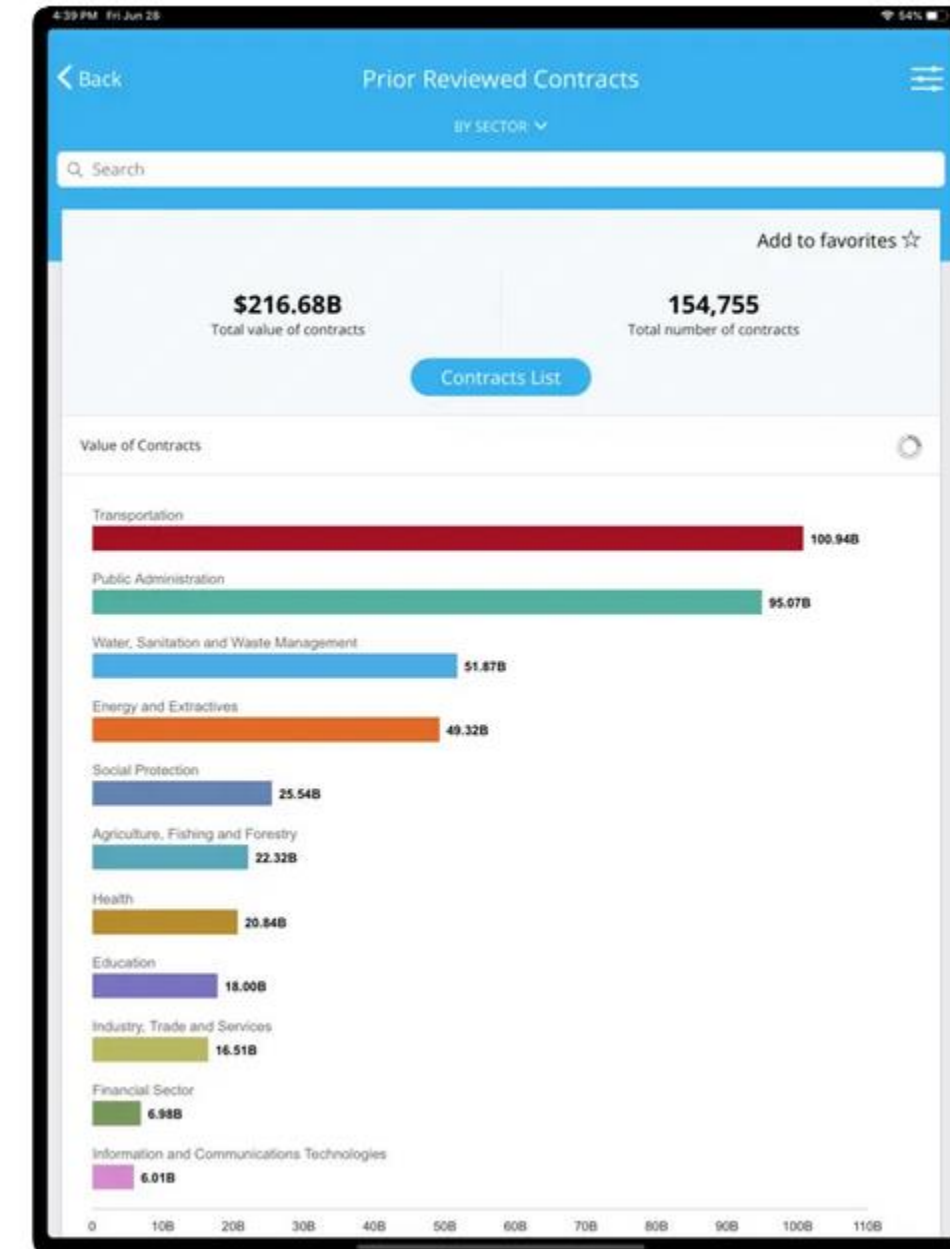 4:39 PM Fri Jun 28 54%
Back Prior Reviewed Contracts
BY SECTOR
Search
Add to favorites
$216.68B 154,755
Total value of contracts Total number of contracts
Contracts List
Value of Contracts
Transportation
100.94B
Public Administration
95.07B
Water, Sanitation and Waste Management
51.87B
Energy and Extractives
49.32B
Social Protection
25.54B
Agriculture, Fishing and Forestry
22.32B
Health
20.84B
Education
18.00B
Industry, Trade and Services
16.51B
Financial Sector
6.98B
Information and Communications Technologies
6.01B
0 10B 20B 30B 40B 50B 60B 70B 80B 90B 100B 110B